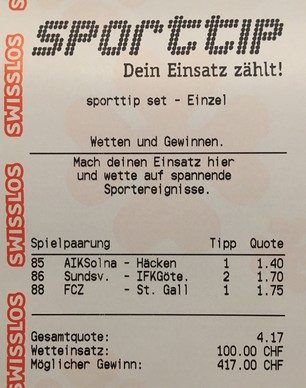 SWISSLOS
SWISSLOS
SWISSLOS
sporttip
Dein Einsatz zählt!
sporttip set - Einzel
Wetten und Gewinnen.
Mach deinen Einsatz hier
und wette auf spannende
Sportereignisse.
Spielpaarung Tipp Quote
85 AIKSolna - Häcken 1 1.40
86 Sundsv. - IFKGöte. 2 1.70
88 FCZ - St. Gall 1 1.75
Gesamtquote: 4.17
Wetteinsatz: 100.00 CHF
Möglicher Gewinn: 417.00 CHF